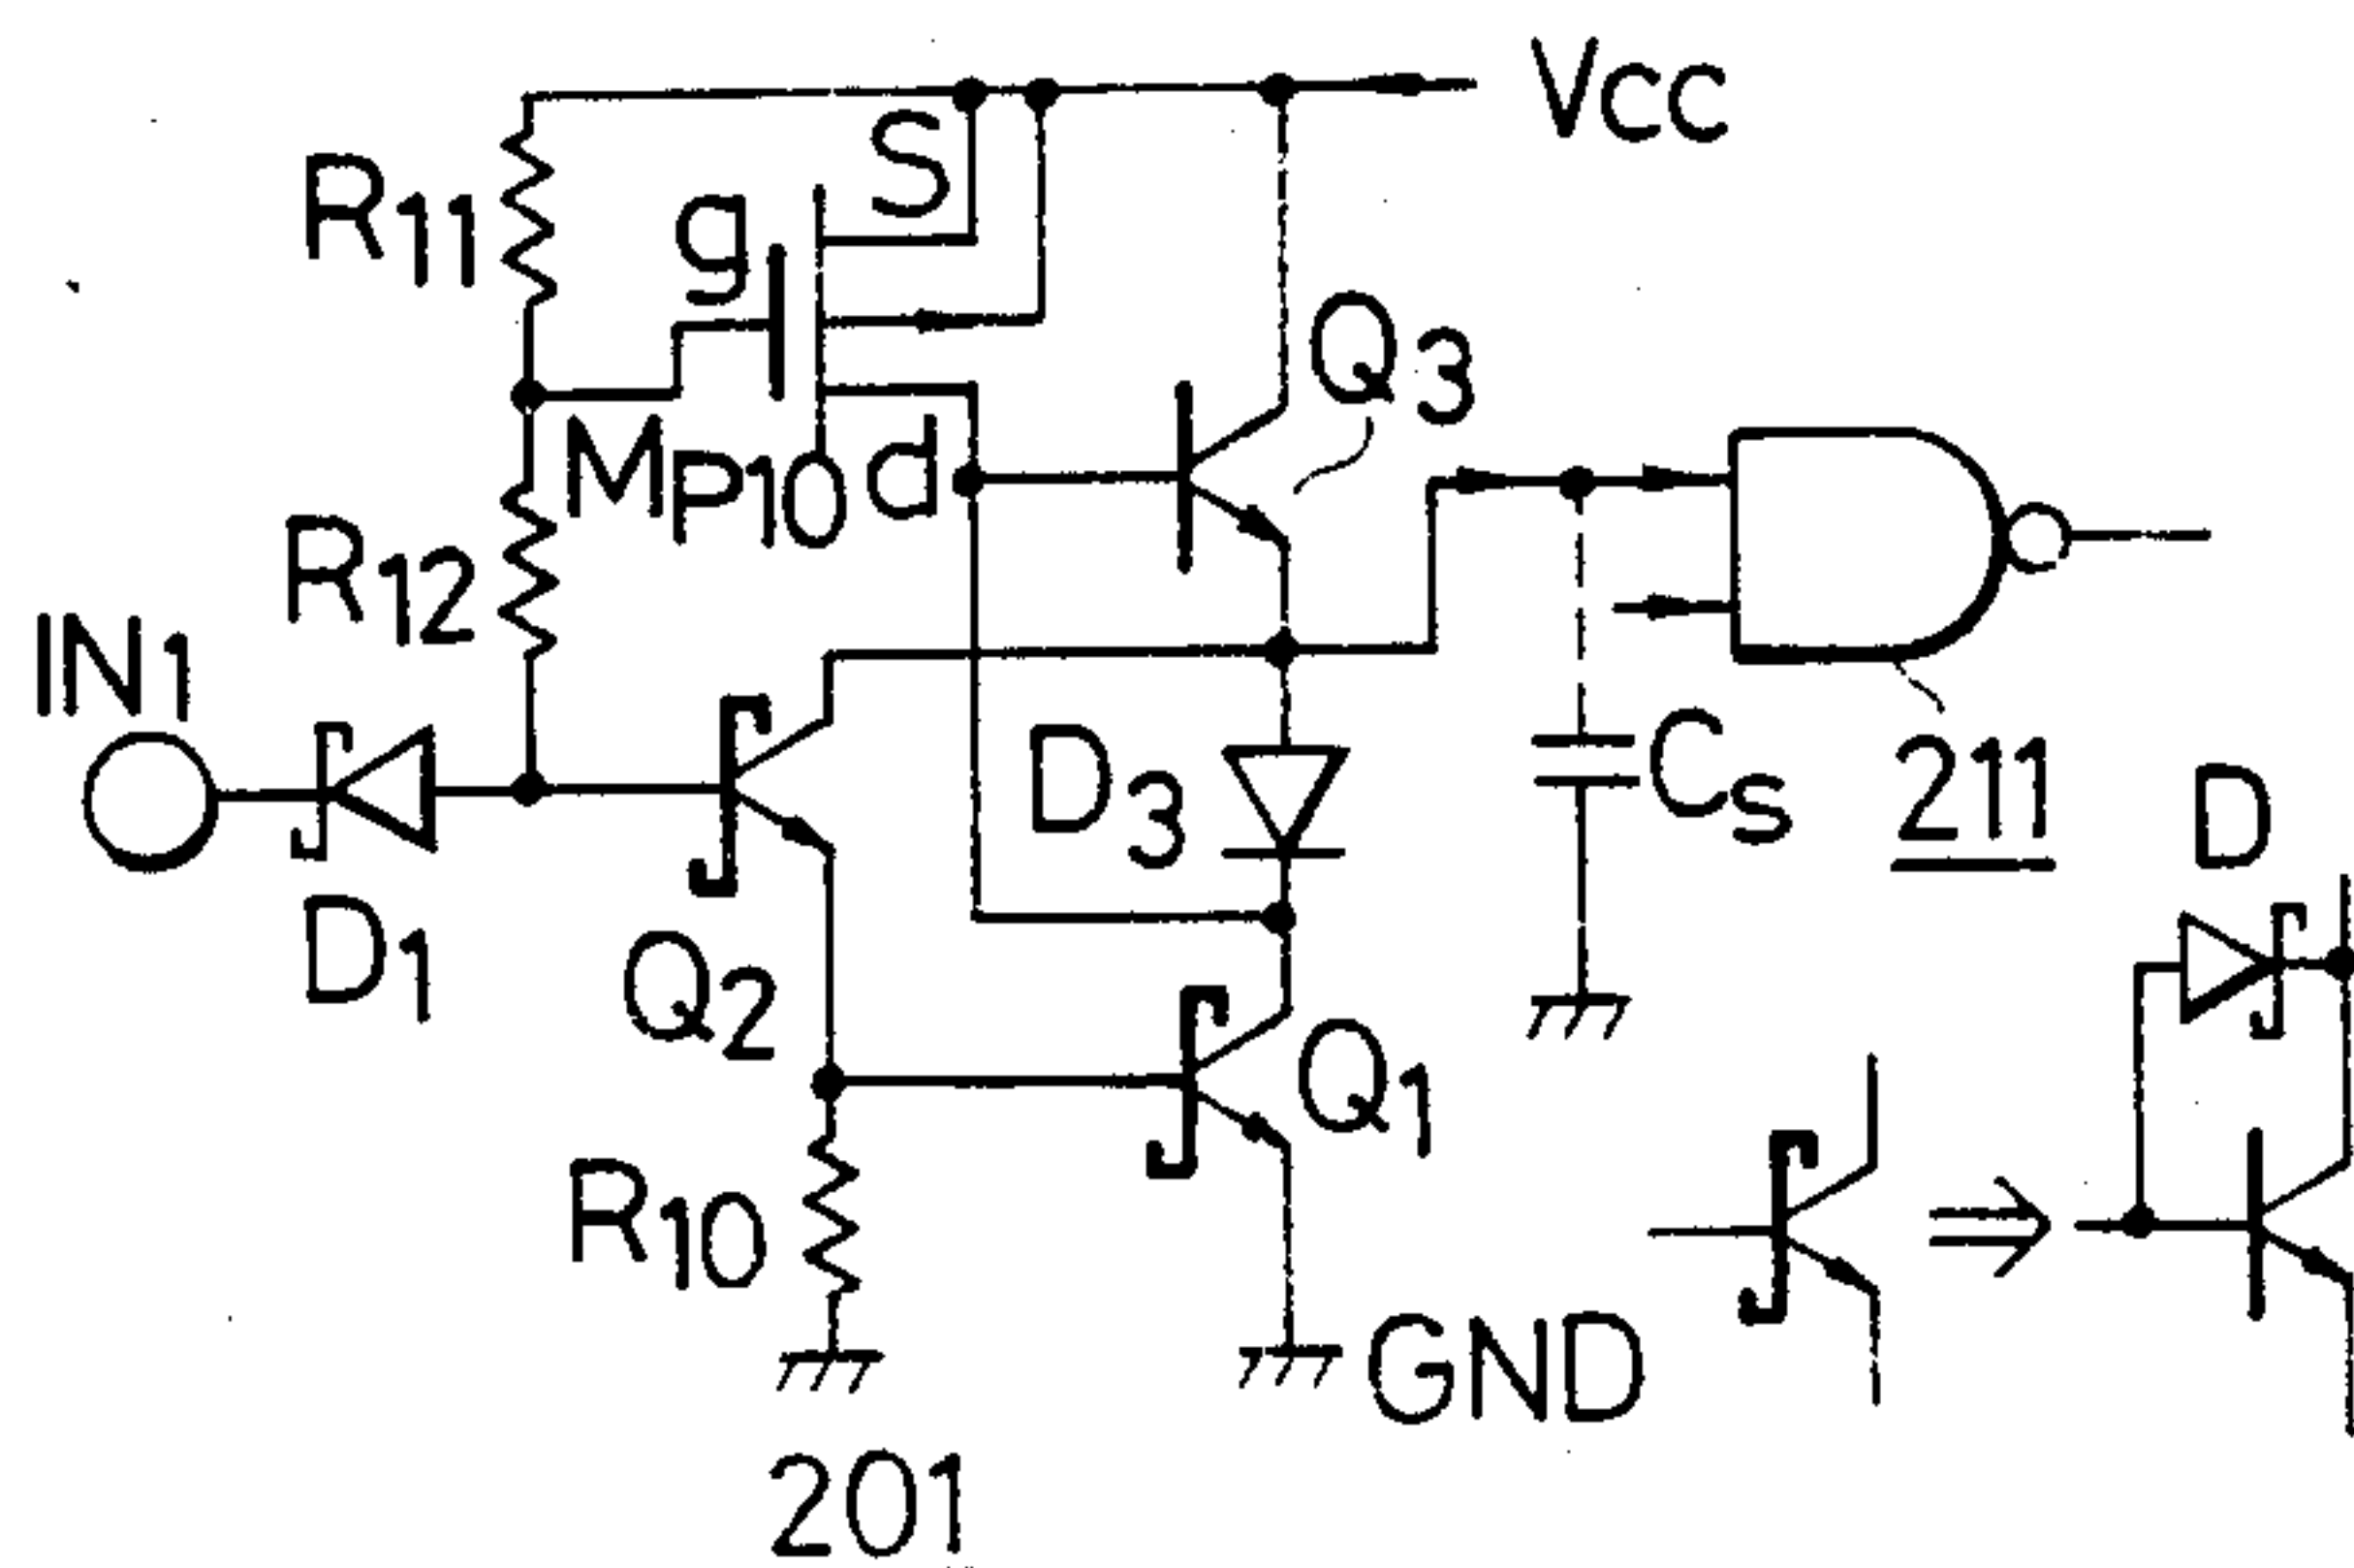 VCC
R11
S
g
Q3
MP10
d
R12
IN1
D3
CS
211
D
D1
Q2
Q1
R10
GND
201